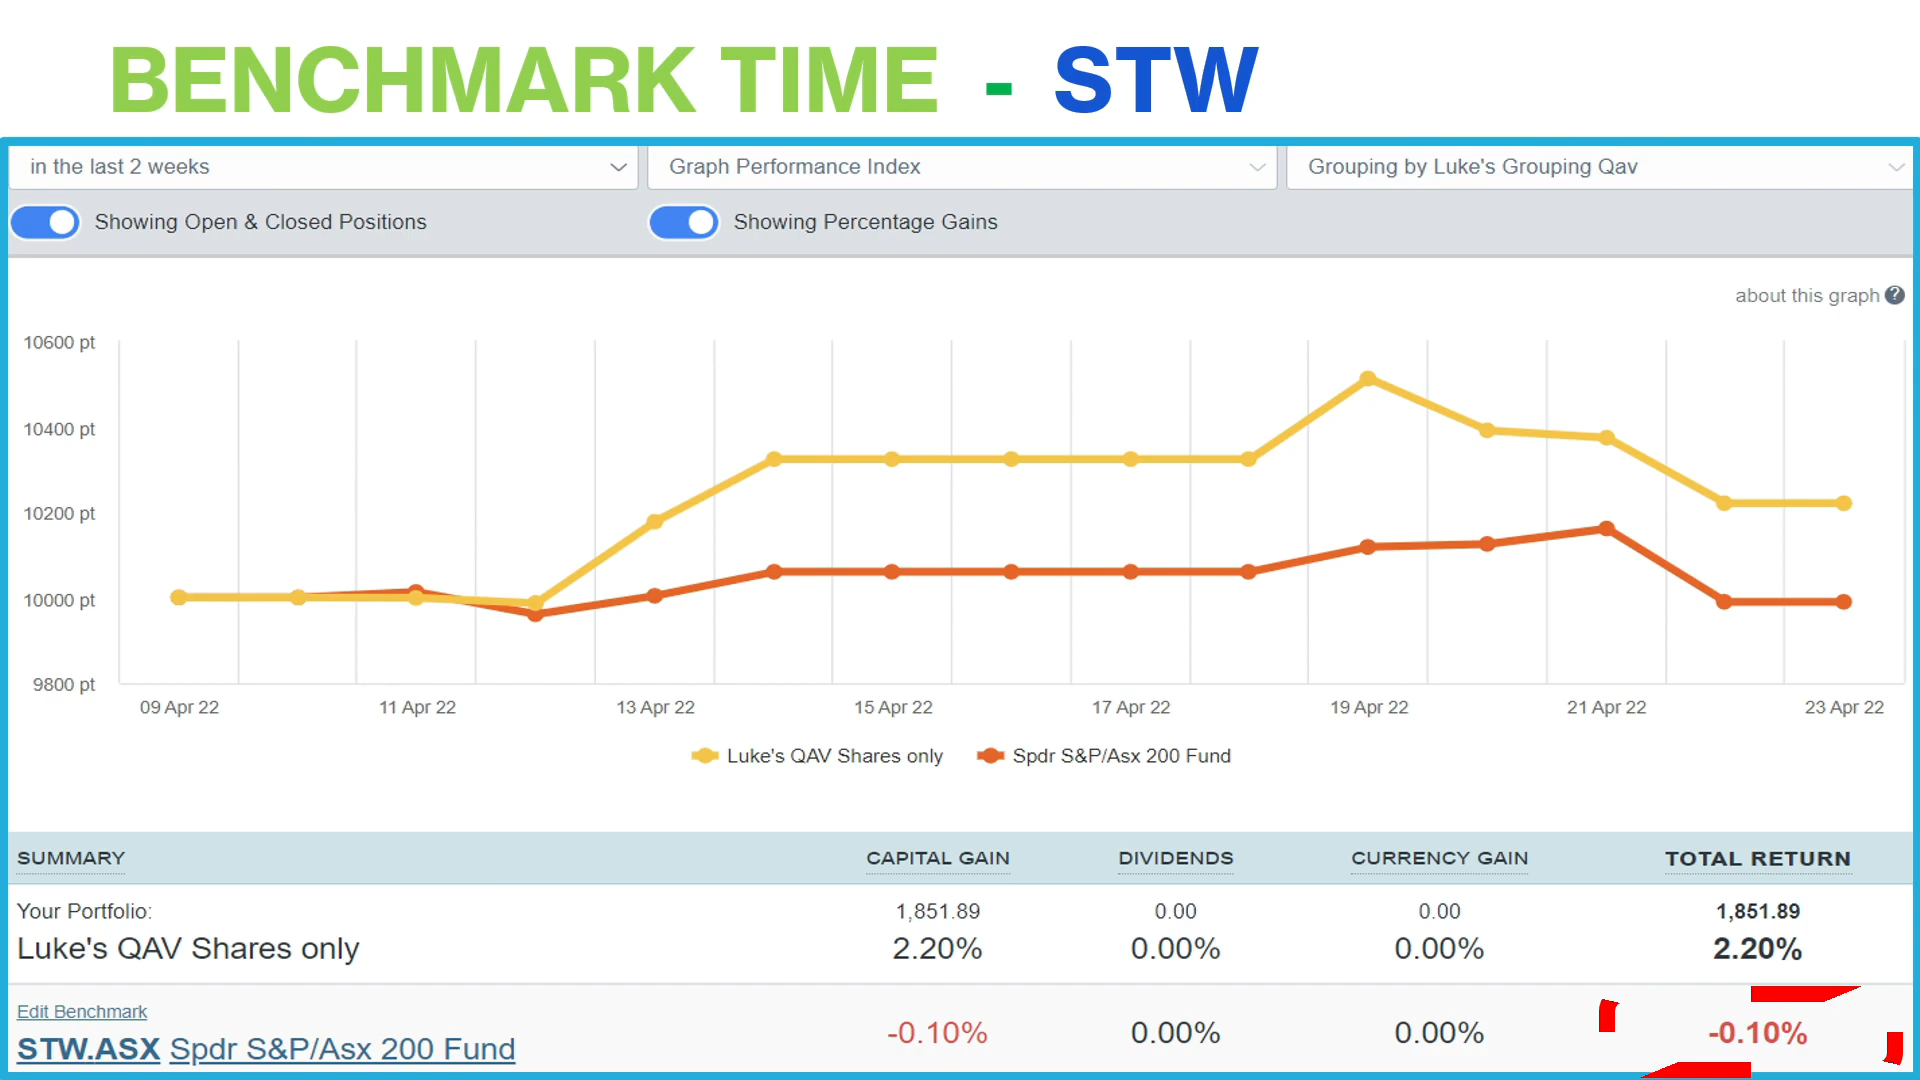 BENCHMARK TIME - STW
in the last 2 weeks
Graph Performance Index
Grouping by Luke's Grouping Qav
Showing Open & Closed Positions
Showing Percentage Gains
about this graph ?
10600 pt
10400 pt
10200 pt
10000 pt
9800 pt
09 Apr 22 11 Apr 22 13 Apr 22 15 Apr 22 17 Apr 22 19 Apr 22 21 Apr 22 23 Apr 22
Luke's QAV Shares only Spdr S&P/Asx 200 Fund
SUMMARY CAPITAL GAIN DIVIDENDS CURRENCY GAIN TOTAL RETURN
Your Portfolio: 1,851.89 0.00 0.00 1,851.89
Luke's QAV Shares only 2.20% 0.00% 0.00% 2.20%
Edit Benchmark
STW.ASX Spdr S&P/Asx 200 Fund -0.10% 0.00% 0.00% -0.10%